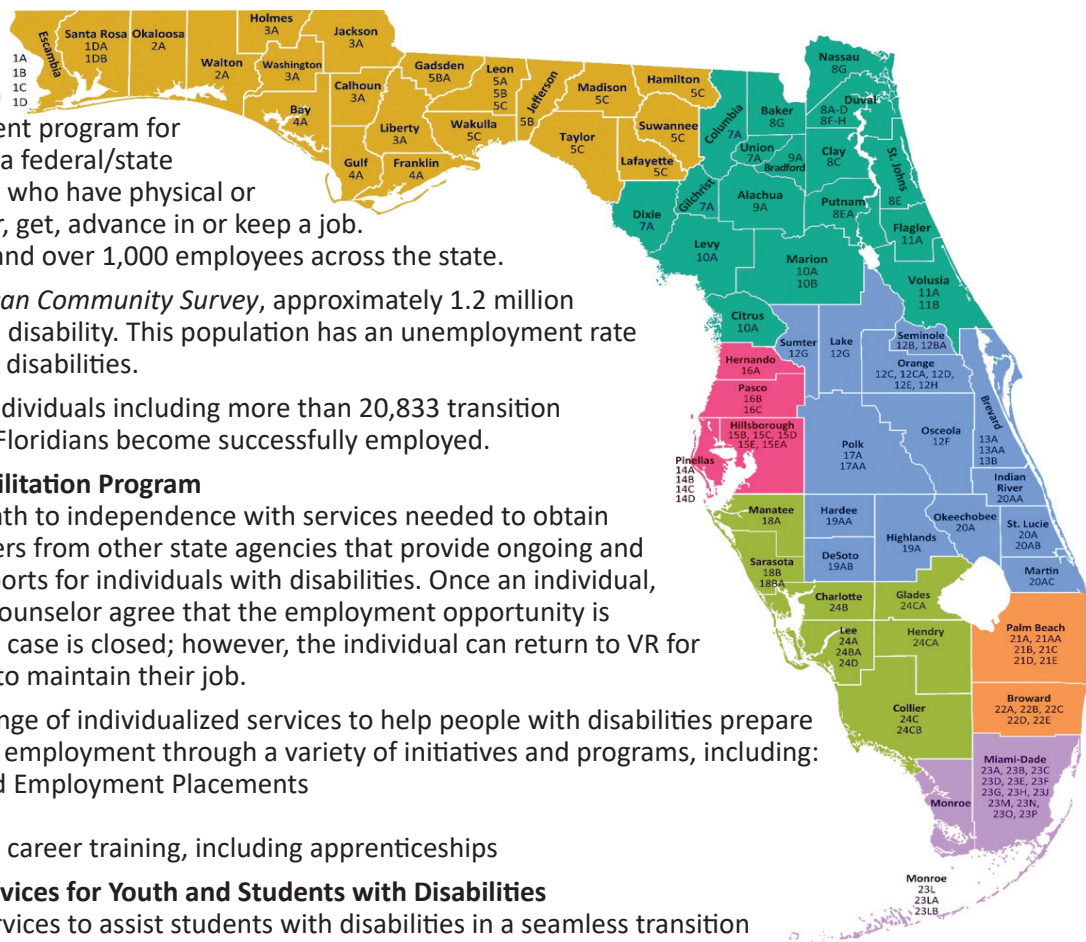 Escambia
1A
1B
1C
1D
Santa Rosa
1DA
1DB
Okaloosa
2A
Walton
2A
Holmes
3A
Washington
3A
Jackson
3A
Bay
4A
Calhoun
3A
Gulf
4A
Liberty
3A
Franklin
4A
Gadsden
5BA
Leon
5A
5B
5C
Wakulla
5C
Jefferson
5B
Madison
5C
Taylor
5C
Hamilton
5C
Suwannee
5C
Lafayette
5C
Columbia
7A
Baker
8G
Nassau
8G
Duval
8A-D
8F-H
Union
7A
9A
Bradford
Clay
8C
St. Johns
8E
Gilchrist
7A
Alachua
9A
Putnam
8EA
Dixie
7A
Levy
10A
Marion
10A
10B
Flagler
11A
Volusia
11A
11B
Citrus
10A
Sumter
12G
Lake
12G
Seminole
12B, 12BA
Orange
12C, 12CA, 12D,
12E, 12H
Hernando
16A
Pasco
16B
16C
Hillsborough
15B, 15C, 15D
15E, 15EA
Pinellas
14A
14B
14C
14D
Polk
17A
17AA
Osceola
12F
Brevard
13A
13AA
13B
Indian
River
20AA
Manatee
18A
Hardee
19AA
Highlands
19A
Okeechobee
20A
St. Lucie
20A
20AB
Sarasota
18B
18BA
DeSoto
19AB
Martin
20AC
Charlotte
24B
Glades
24CA
Lee
24A
24BA
24D
Hendry
24CA
Palm Beach
21A, 21AA
21B, 21C
21D, 21E
Collier
24C
24CB
Broward
22A, 22B, 22C
22D, 22E
Miami-Dade
23A, 23B, 23C
23D, 23E, 23F
23G, 23H, 23J
23M, 23N,
23O, 23P
Monroe
Monroe
23L
23LA
23LB
ent program for
a federal/state
who have physical or
r, get, advance in or keep a job.
and over 1,000 employees across the state.
can Community Survey, approximately 1.2 million
disability. This population has an unemployment rate
disabilities.
dividuals including more than 20,833 transition
Floridians become successfully employed.
ilitation Program
ath to independence with services needed to obtain
ers from other state agencies that provide ongoing and
ports for individuals with disabilities. Once an individual,
ounselor agree that the employment opportunity is
case is closed; however, the individual can return to VR for
to maintain their job.
nge of individualized services to help people with disabilities prepare
employment through a variety of initiatives and programs, including:
d Employment Placements
career training, including apprenticeships
rvices for Youth and Students with Disabilities
ervices to assist students with disabilities in a seamless transition